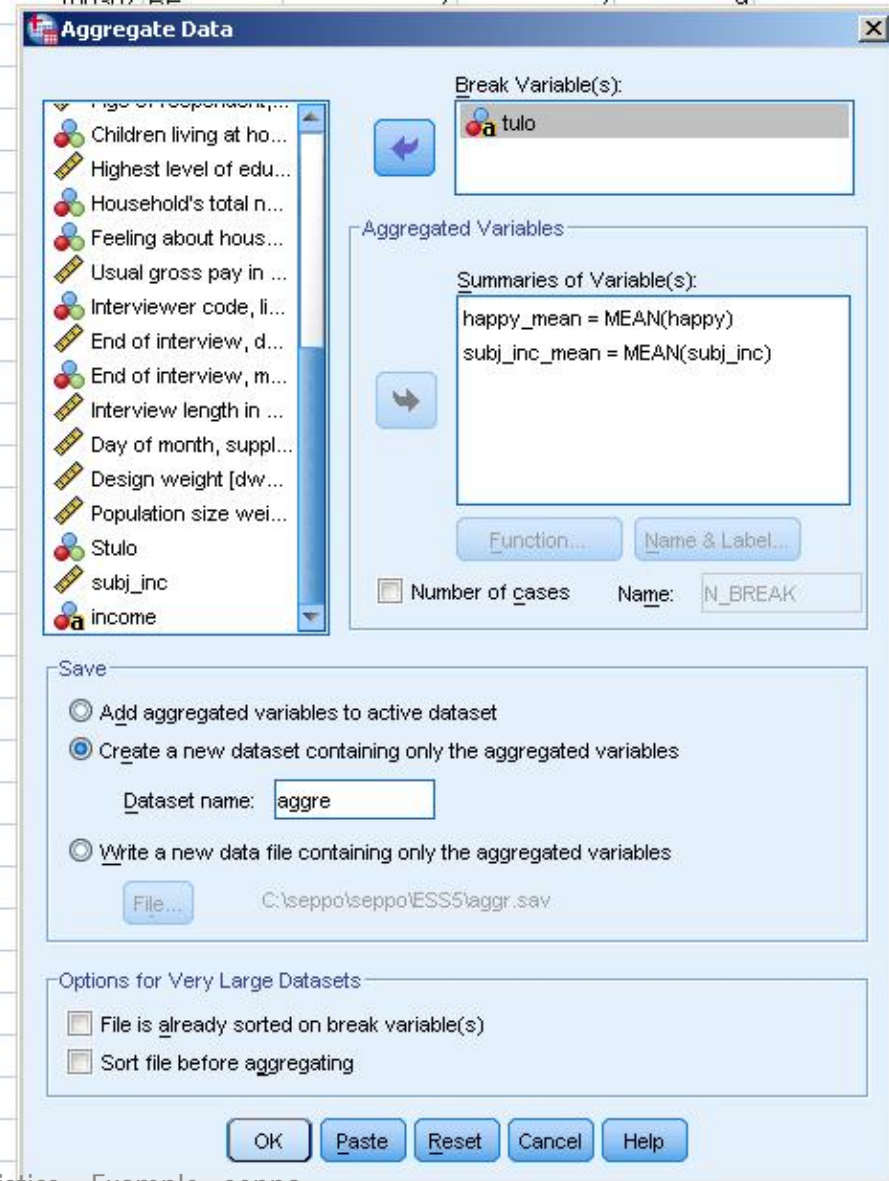 Aggregate Data
Break Variable(s):
tulo
Children living at ho...
Highest level of edu...
Household's total n...
Feeling about hous...
Usual gross pay in ...
Interviewer code, li...
End of interview, d...
End of interview, m...
Interview length in ...
Day of month, suppl...
Design weight [dw...
Population size wei...
Stulo
subj_inc
income
Aggregated Variables
Summaries of Variable(s):
happy_mean = MEAN(happy)
subj_inc_mean = MEAN(subj_inc)
Function...
Name & Label...
Number of cases
Name:
N_BREAK
Save
Add aggregated variables to active dataset
Create a new dataset containing only the aggregated variables
Dataset name:
aggre
Write a new data file containing only the aggregated variables
File...
C:\seppo\seppo\ESS5\aggr.sav
Options for Very Large Datasets
File is already sorted on break variable(s)
Sort file before aggregating
OK
Paste
Reset
Cancel
Help